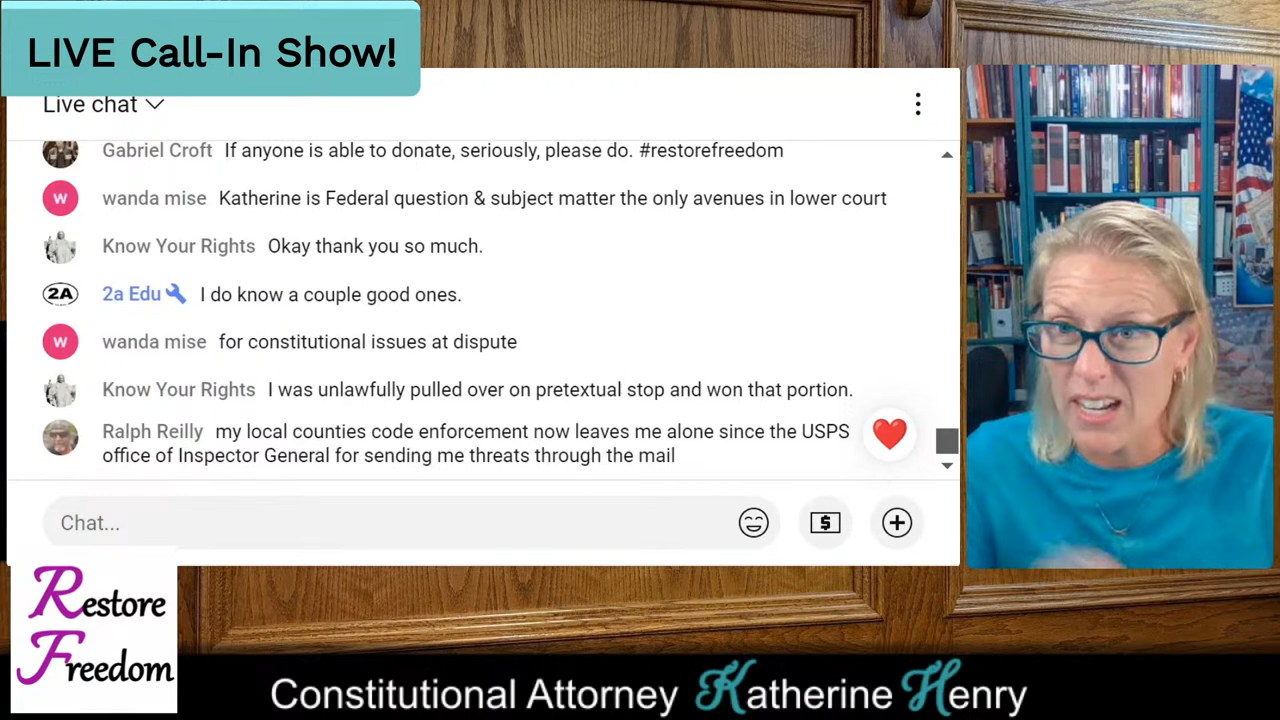 LIVE Call-In Show!
Live chat
Gabriel Croft If anyone is able to donate, seriously, please do. #restorefreedom
W wanda mise Katherine is Federal question & subject matter the only avenues in lower court
Know Your Rights Okay thank you so much.
2A 2a Edu I do know a couple good ones.
W wanda mise for constitutional issues at dispute
Know Your Rights I was unlawfully pulled over on pretextual stop and won that portion.
Ralph Reilly my local counties code enforcement now leaves me alone since the USPS
office of Inspector General for sending me threats through the mail
Chat...
$
Restore
Freedom
Constitutional Attorney Katherine Henry